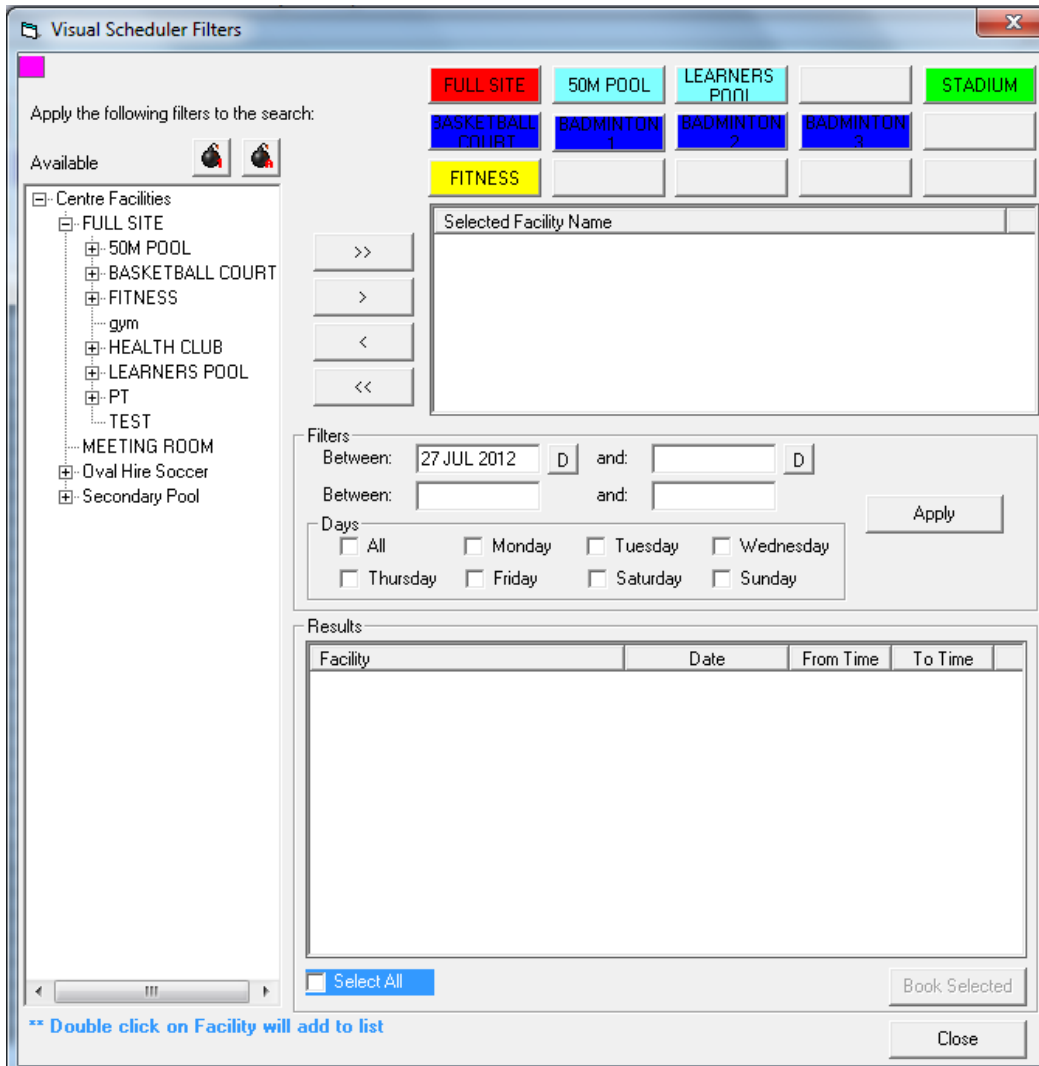 Visual Scheduler Filters
Apply the following filters to the search:
Available
FULL SITE
50M POOL
LEARNERS
POOL
STADIUM
BASKETBALL
COURT
BADMINTON
1
BADMINTON
2
BADMINTON
3
FITNESS
Centre Facilities
FULL SITE
50M POOL
BASKETBALL COURT
FITNESS
gym
HEALTH CLUB
LEARNERS POOL
PT
TEST
MEETING ROOM
Oval Hire Soccer
Secondary Pool
>>
>
<
<<
Selected Facility Name
Filters
Between: 27 JUL 2012 D and: D
Between: and:
Apply
Days
All Monday Tuesday Wednesday
Thursday Friday Saturday Sunday
Results
Facility Date From Time To Time
Select All
Book Selected
** Double click on Facility will add to list
Close